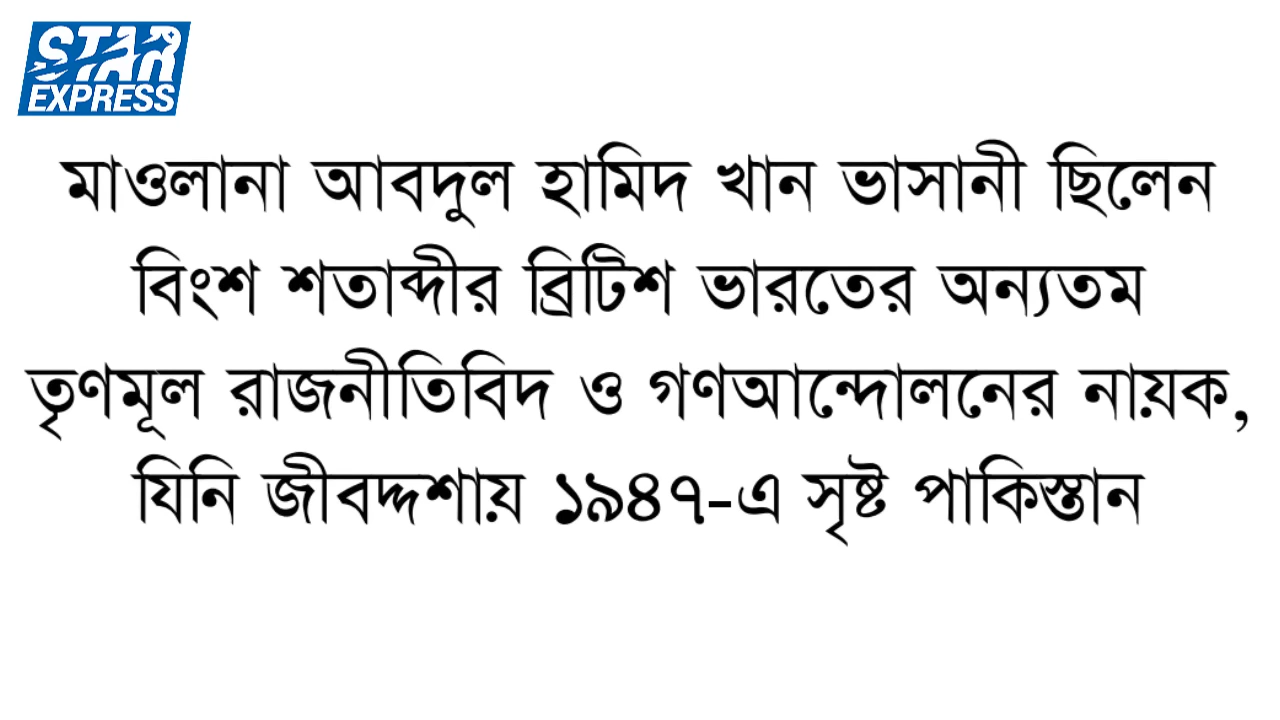 STAR
EXPRESS
মাওলানা আবদুল হামিদ খান ভাসানী ছিলেন
বিংশ শতাব্দীর ব্রিটিশ ভারতের অন্যতম
তৃণমূল রাজনীতিবিদ ও গণআন্দোলনের নায়ক,
যিনি জীবদ্দশায় ১৯৪৭-এ সৃষ্ট পাকিস্তান